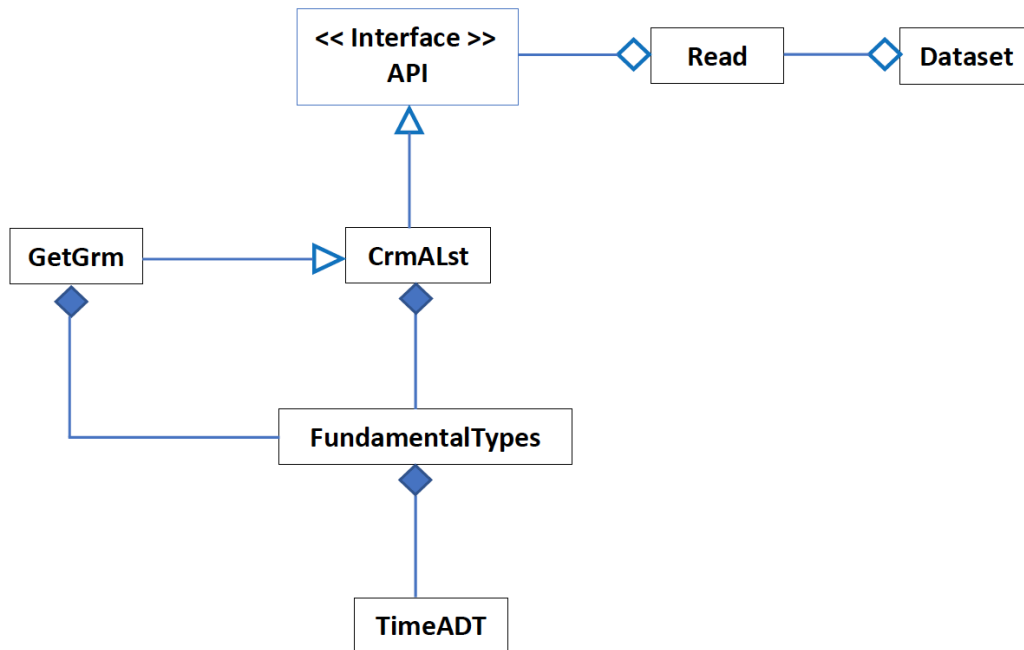 << Interface >>
API
Read
Dataset
GetGrm
CrmALst
FundamentalTypes
TimeADT